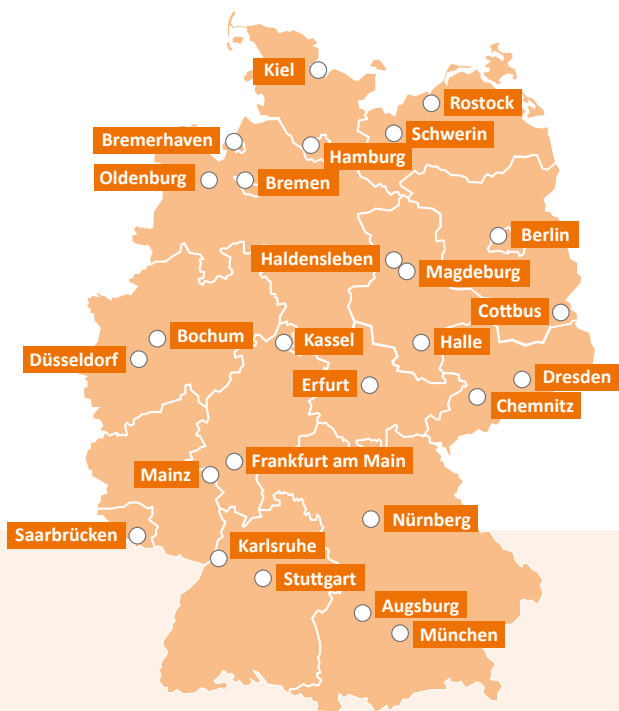 Kiel
Rostock
Schwerin
Bremerhaven
Hamburg
Oldenburg
Bremen
Berlin
Haldensleben
Magdeburg
Cottbus
Bochum
Kassel
Halle
Düsseldorf
Erfurt
Dresden
Chemnitz
Frankfurt am Main
Mainz
Nürnberg
Saarbrücken
Karlsruhe
Stuttgart
Augsburg
München